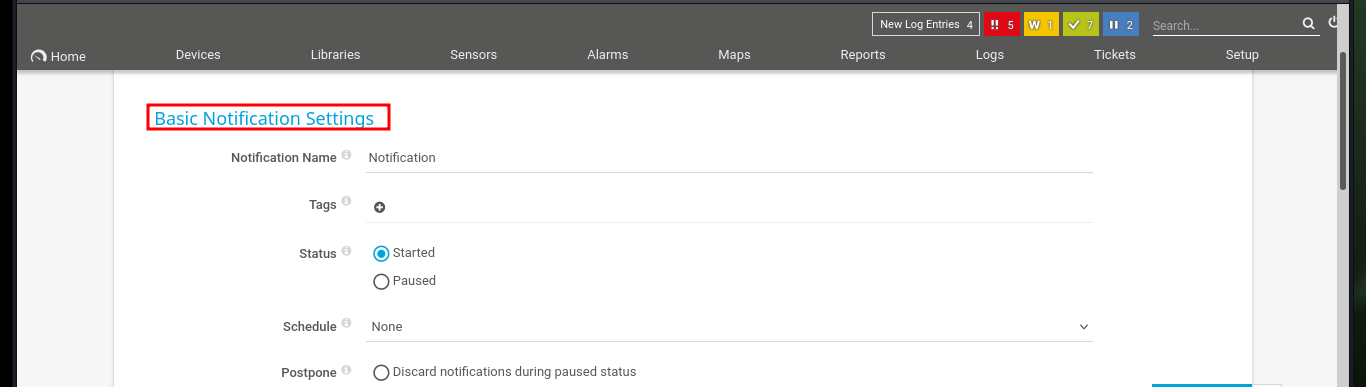 New Log Entries 4 !! 5 W 1 7 2 Search...
Home Devices Libraries Sensors Alarms Maps Reports Logs Tickets Setup
Basic Notification Settings
Notification Name Notification
Tags
Status Started
Paused
Schedule None
Postpone Discard notifications during paused status